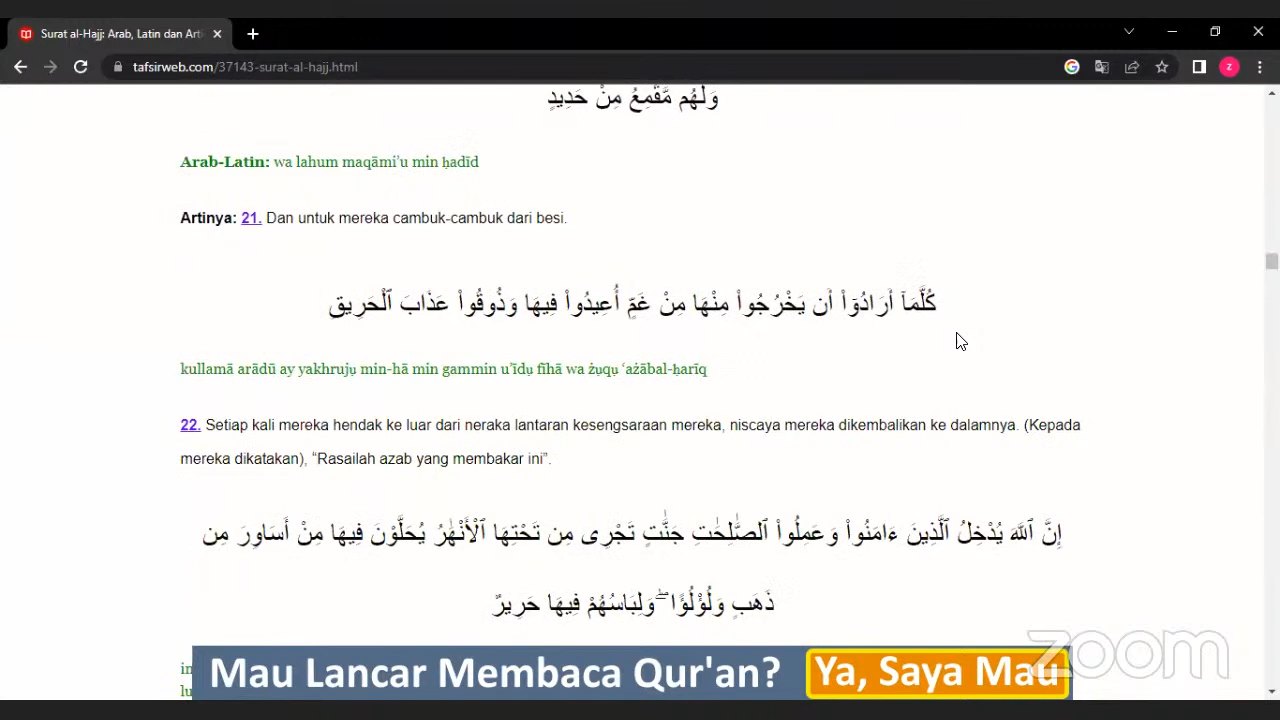 Surat al-Hajj: Arab, Latin dan Art
tafsirweb.com/37143-surat-al-hajj.html
وَلَهُم مَّقَٰمِعُ مِنْ حَدِيدٍ
Arab-Latin: wa lahum maqāmi'u min ḥadīd
Artinya: 21. Dan untuk mereka cambuk-cambuk dari besi.
كُلَّمَآ أَرَادُوٓا۟ أَن يَخْرُجُوا۟ مِنْهَا مِنْ غَمٍّ أُعِيدُوا۟ فِيهَا وَذُوقُوا۟ عَذَابَ ٱلْحَرِيقِ
kullamā arādū ay yakhrujụ min-hā min gammin u'īdụ fīhā wa żụqụ 'ażābal-ḥarīq
22. Setiap kali mereka hendak ke luar dari neraka lantaran kesengsaraan mereka, niscaya mereka dikembalikan ke dalamnya. (Kepada
mereka dikatakan), “Rasailah azab yang membakar ini”.
إِنَّ ٱللَّهَ يُدْخِلُ ٱلَّذِينَ ءَامَنُوا۟ وَعَمِلُوا۟ ٱلصَّٰلِحَٰتِ جَنَّٰتٍ تَجْرِى مِن تَحْتِهَا ٱلْأَنْهَٰرُ يُحَلَّوْنَ فِيهَا مِنْ أَسَاوِرَ مِن
ذَهَبٍ وَلُؤْلُؤًا ۖ وَلِبَاسُهُمْ فِيهَا حَرِيرٌ
Mau Lancar Membaca Qur'an? Ya, Saya Mau
zoom